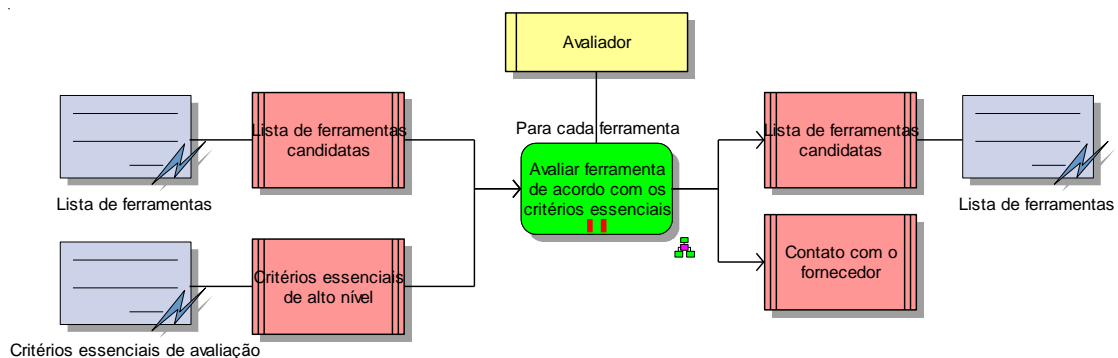 Avaliador
Para cada ferramenta
Lista de ferramentas
candidatas
Avaliar ferramenta
de acordo com os
critérios essenciais
Lista de ferramentas
candidatas
Lista de ferramentas
Lista de ferramentas
Critérios essenciais
de alto nível
Contato com o
fornecedor
Critérios essenciais de avaliação